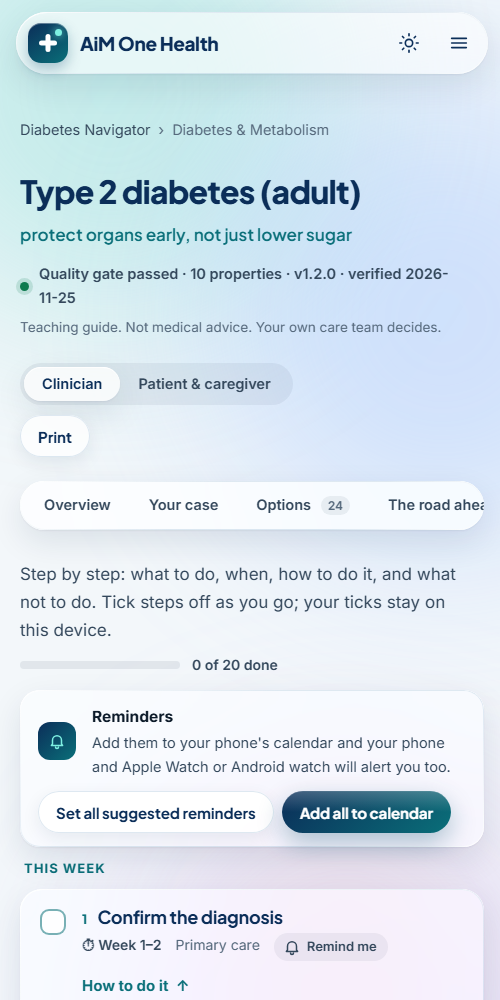 AiM One Health
Diabetes Navigator › Diabetes & Metabolism
Type 2 diabetes (adult)
protect organs early, not just lower sugar
Quality gate passed · 10 properties · v1.2.0 · verified 2026-
11-25
Teaching guide. Not medical advice. Your own care team decides.
Clinician Patient & caregiver
Print
Overview Your case Options 24 The road ahea
Step by step: what to do, when, how to do it, and what
not to do. Tick steps off as you go; your ticks stay on
this device.
0 of 20 done
Reminders
Add them to your phone's calendar and your phone
and Apple Watch or Android watch will alert you too.
Set all suggested reminders Add all to calendar
THIS WEEK
1 Confirm the diagnosis
⏱ Week 1–2 Primary care Remind me
How to do it ↑